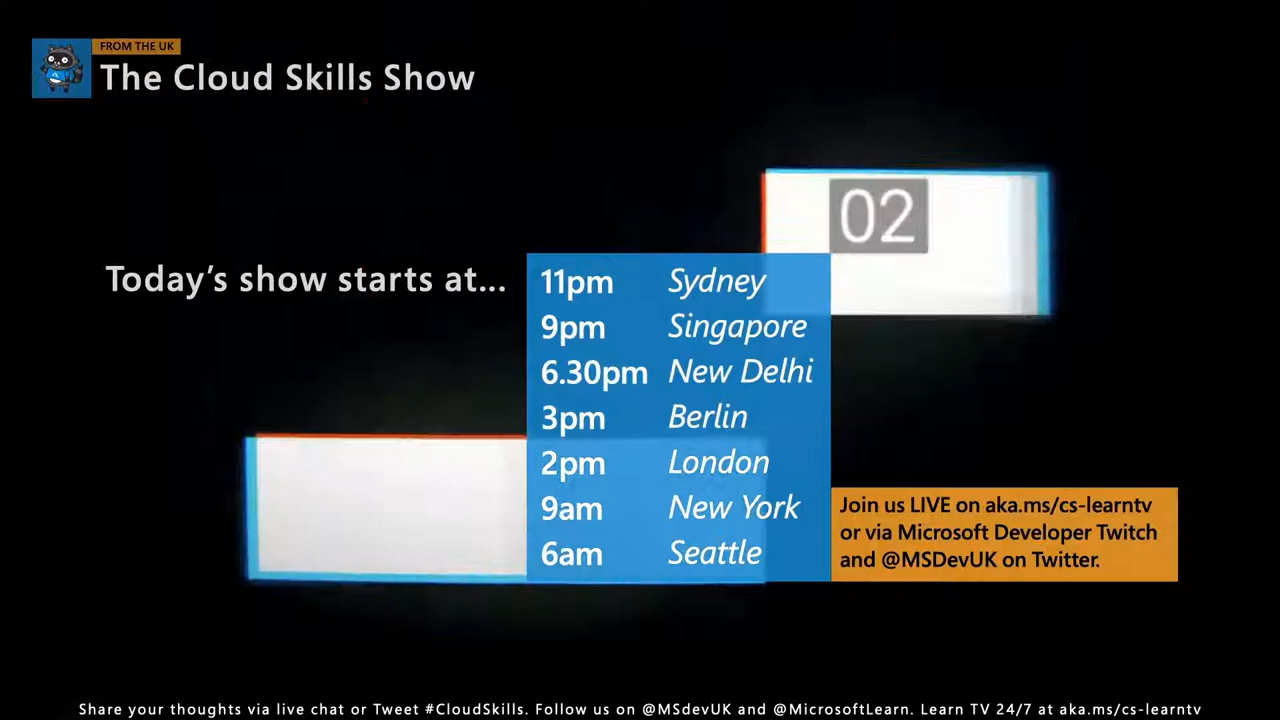 FROM THE UK
The Cloud Skills Show
02
Today’s show starts at...
11pm Sydney
9pm Singapore
6.30pm New Delhi
3pm Berlin
2pm London
9am New York
6am Seattle
Join us LIVE on aka.ms/cs-learntv
or via Microsoft Developer Twitch
and @MSDevUK on Twitter.
Share your thoughts via live chat or Tweet #CloudSkills. Follow us on @MSdevUK and @MicrosoftLearn. Learn TV 24/7 at aka.ms/cs-learntv